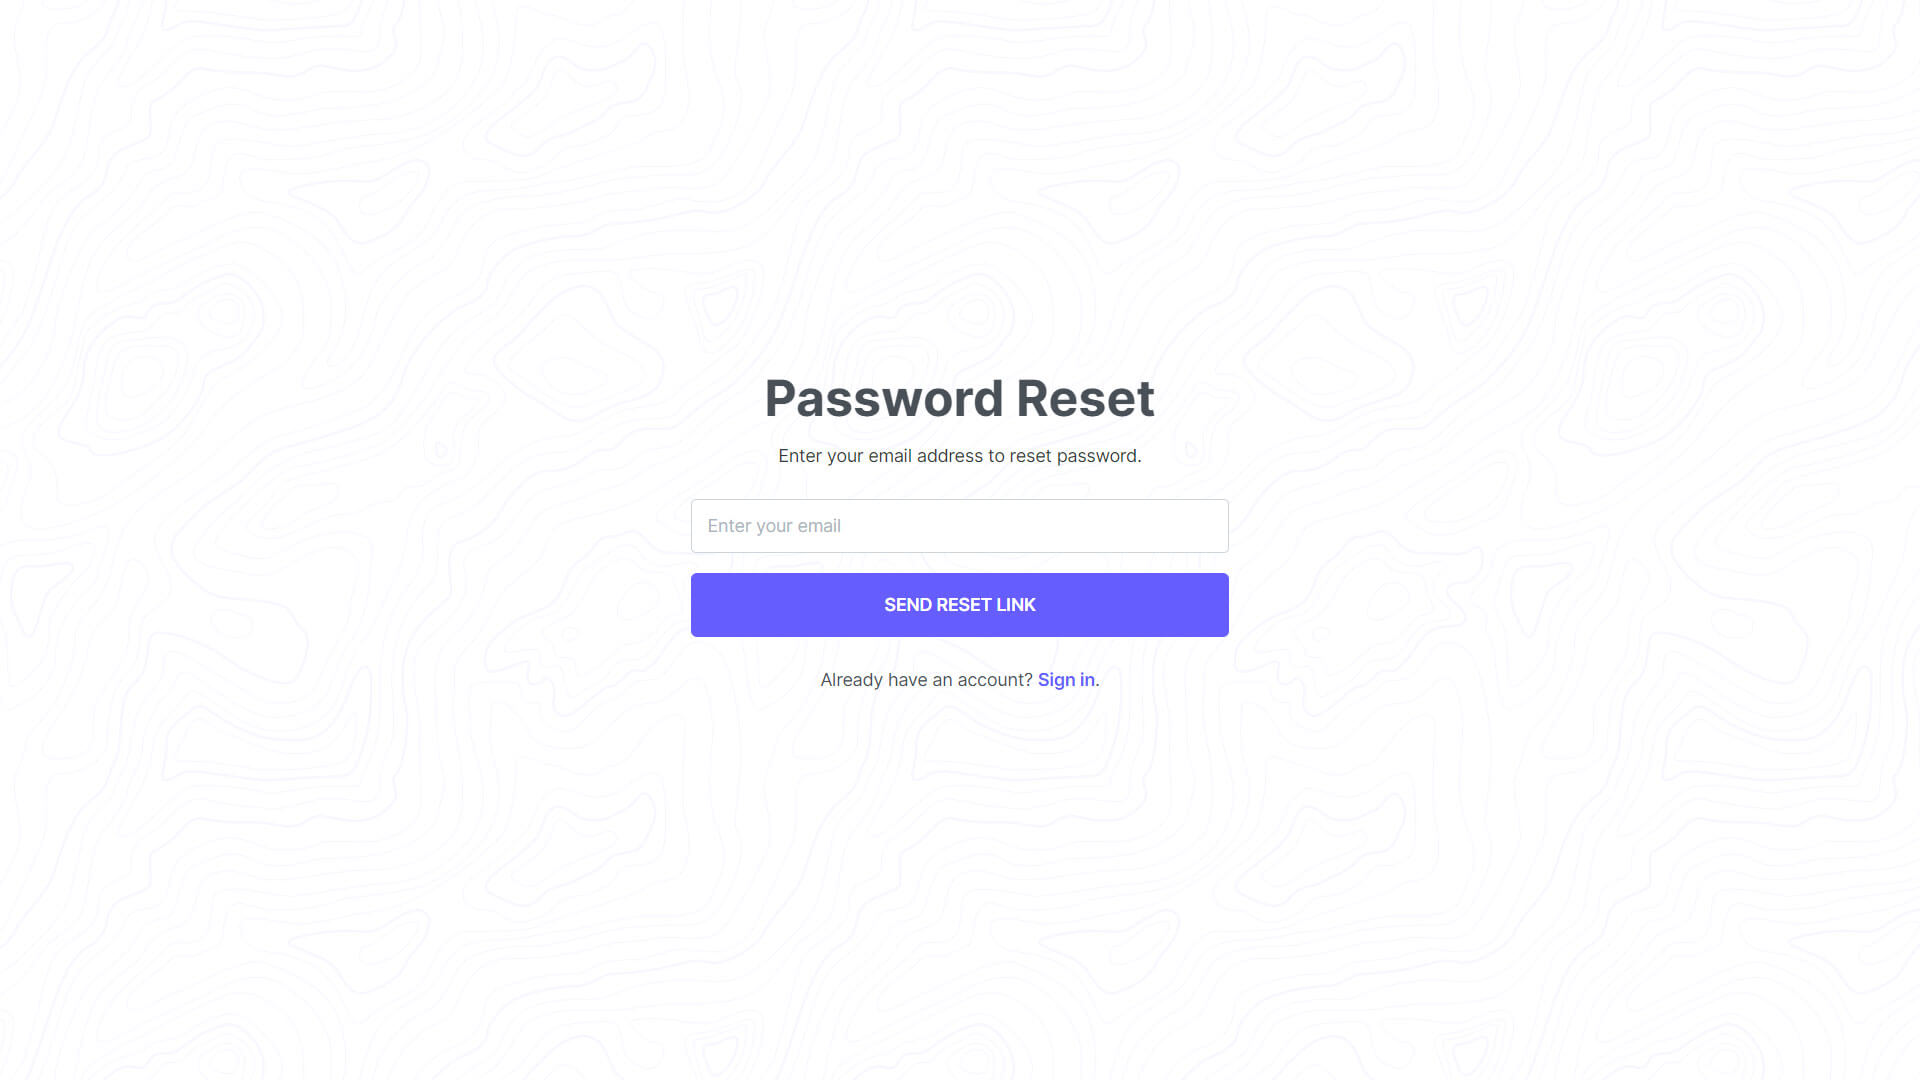 Password Reset
Enter your email address to reset password.
Enter your email
SEND RESET LINK
Already have an account? Sign in.